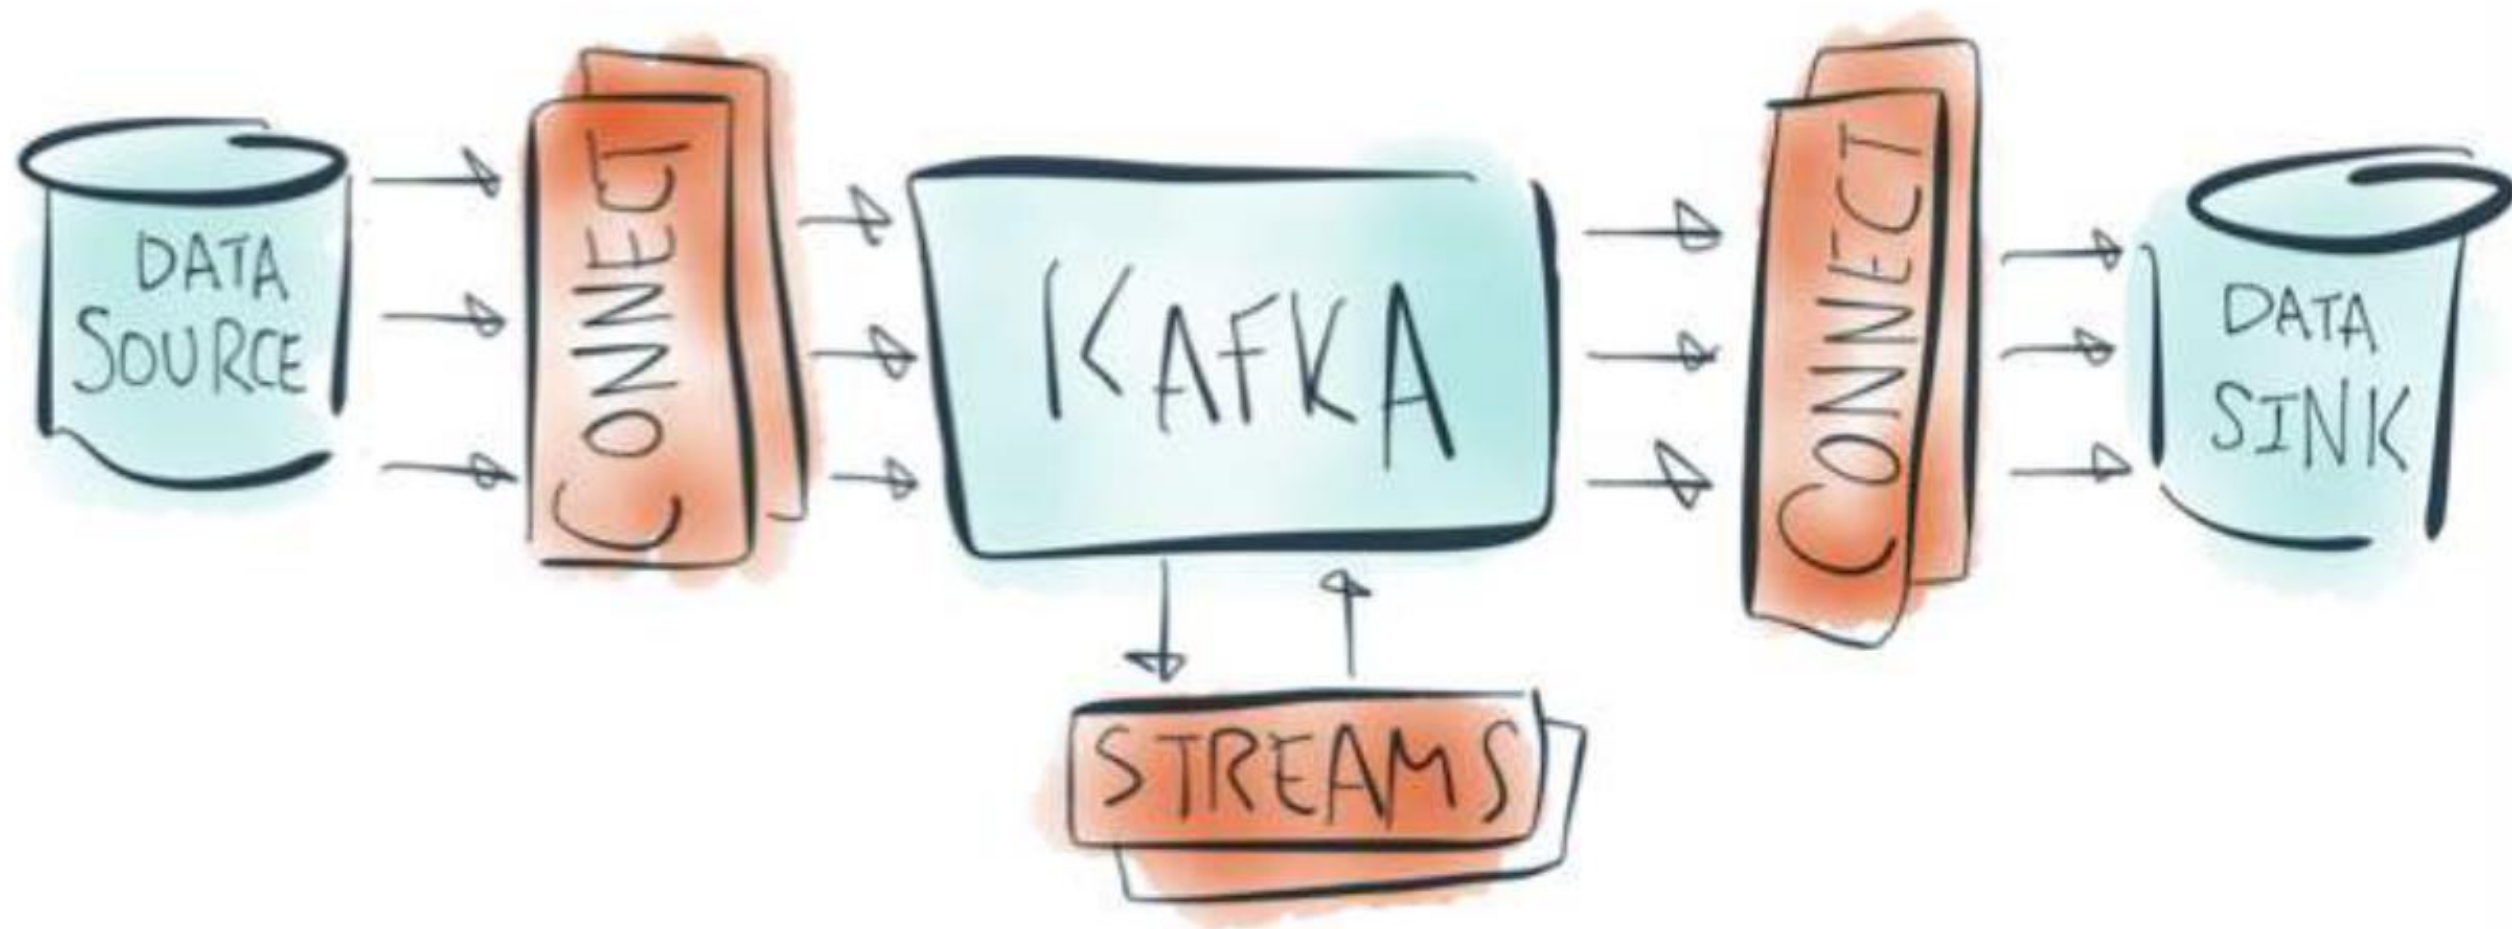 DATA
SOURCE
CONNECT
KAFKA
CONNECT
DATA
SINK
STREAMS